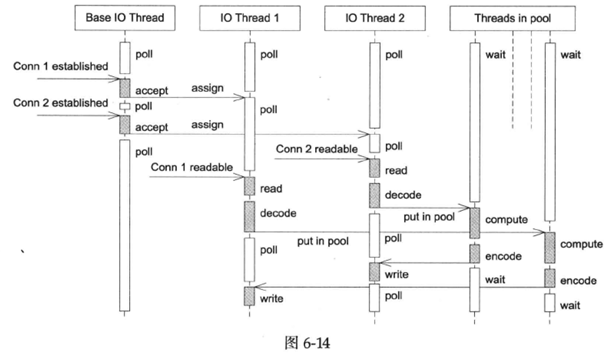 Base IO Thread
IO Thread 1
IO Thread 2
Threads in pool
poll
poll
poll
wait
wait
Conn 1 established
accept
assign
poll
Conn 2 established
poll
accept
assign
poll
poll
Conn 2 readable
Conn 1 readable
read
read
decode
decode
put in pool
compute
put in pool
poll
poll
compute
encode
write
wait
encode
write
poll
wait
图 6-14